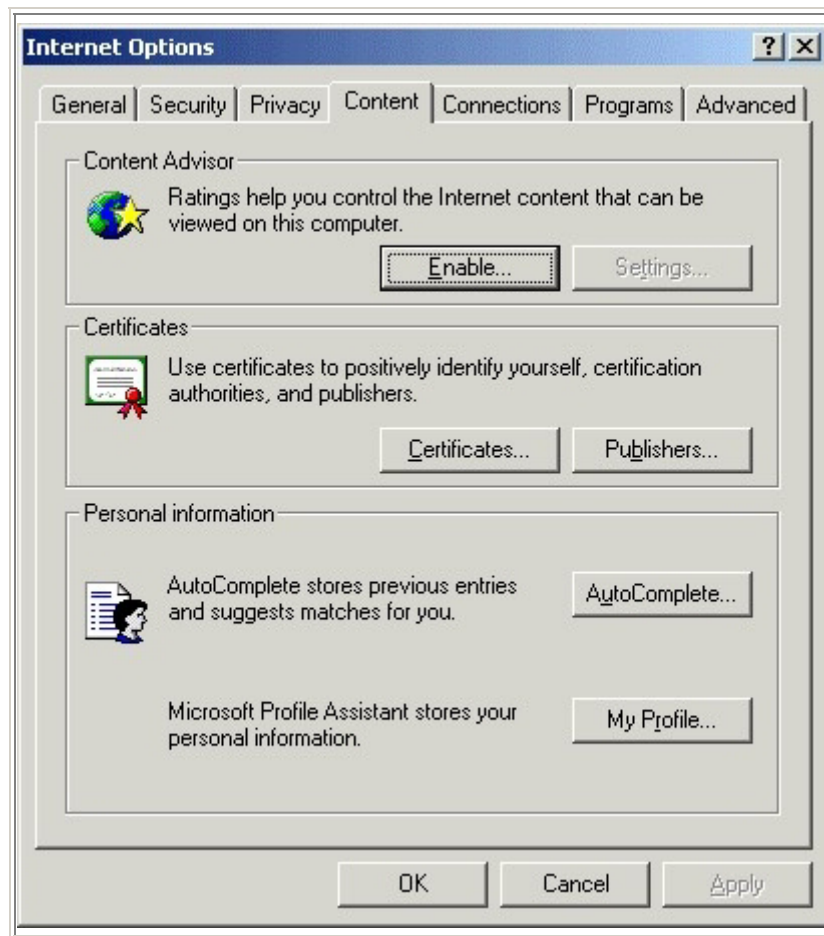 Internet Options
General Security Privacy Content Connections Programs Advanced
Content Advisor
Ratings help you control the Internet content that can be
viewed on this computer.
Enable... Settings...
Certificates
Use certificates to positively identify yourself, certification
authorities, and publishers.
Certificates... Publishers...
Personal information
AutoComplete stores previous entries
and suggests matches for you.
AutoComplete...
Microsoft Profile Assistant stores your
personal information.
My Profile...
OK Cancel Apply